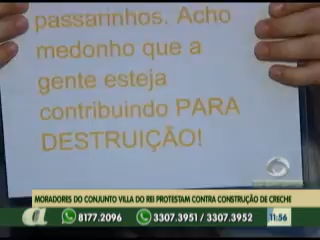 passarinhos. Acho
medonho que a
gente esteja
contribuindo PARA
DESTRUIÇÃO!
MORADORES DO CONJUNTO VILLA DO REI PROTESTAM CONTRA CONSTRUÇÃO DE CRECHE
a 8177.2096 3307.3951 / 3307.3952 11:56